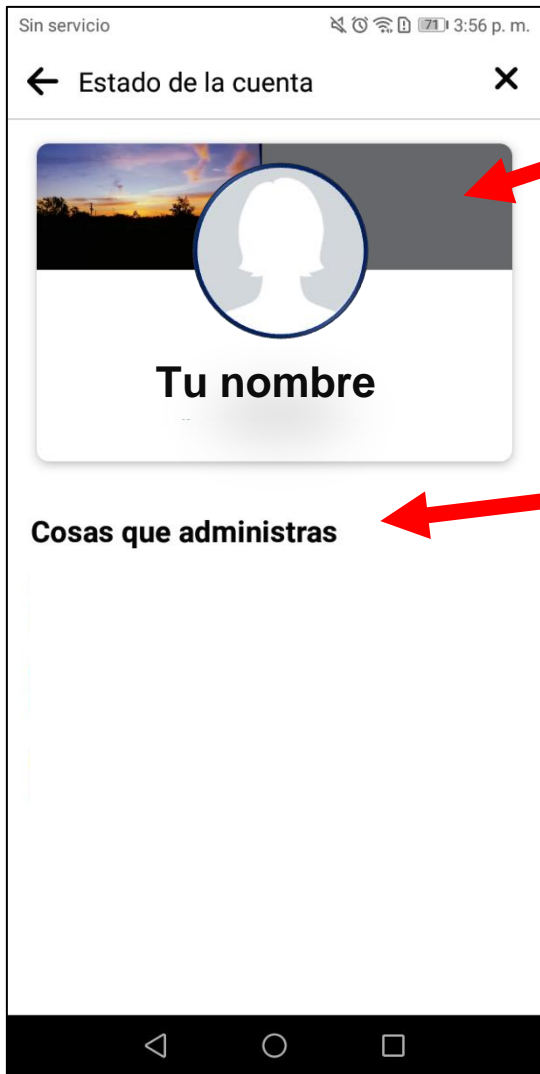 Sin servicio
71 3:56 p. m.
Estado de la cuenta
Tu nombre
Cosas que administras